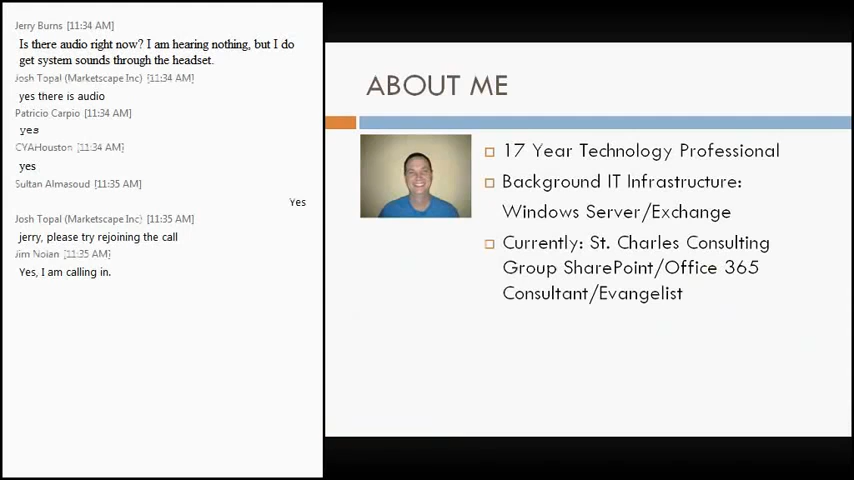 Jerry Burns [11:34 AM]
Is there audio right now? I am hearing nothing, but I do
get system sounds through the headset.
Josh Topal (Marketscape Inc) [11:34 AM]
yes there is audio
Patricio Carpio [11:34 AM]
yes
CYAHouston [11:34 AM]
yes
Sultan Almasoud [11:35 AM]
Yes
Josh Topal (Marketscape Inc) [11:35 AM]
jerry, please try rejoining the call
Jim Nolan [11:35 AM]
Yes, I am calling in.
ABOUT ME
17 Year Technology Professional
Background IT Infrastructure:
Windows Server/Exchange
Currently: St. Charles Consulting
Group SharePoint/Office 365
Consultant/Evangelist